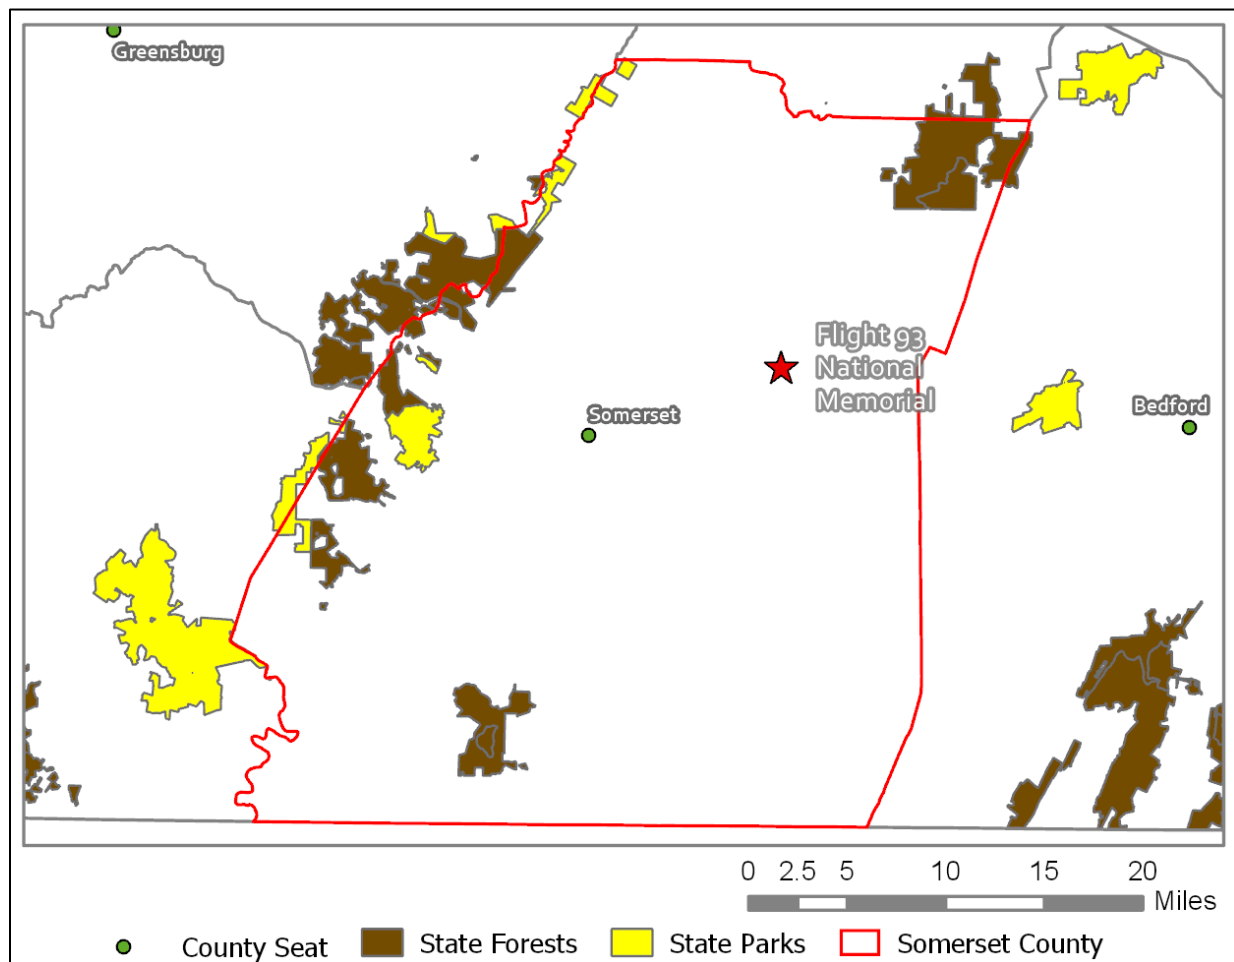 Greensburg
Flight 93
National
Memorial
Somerset
Bedford
0 2.5 5 10 15 20
Miles
County Seat State Forests State Parks Somerset County